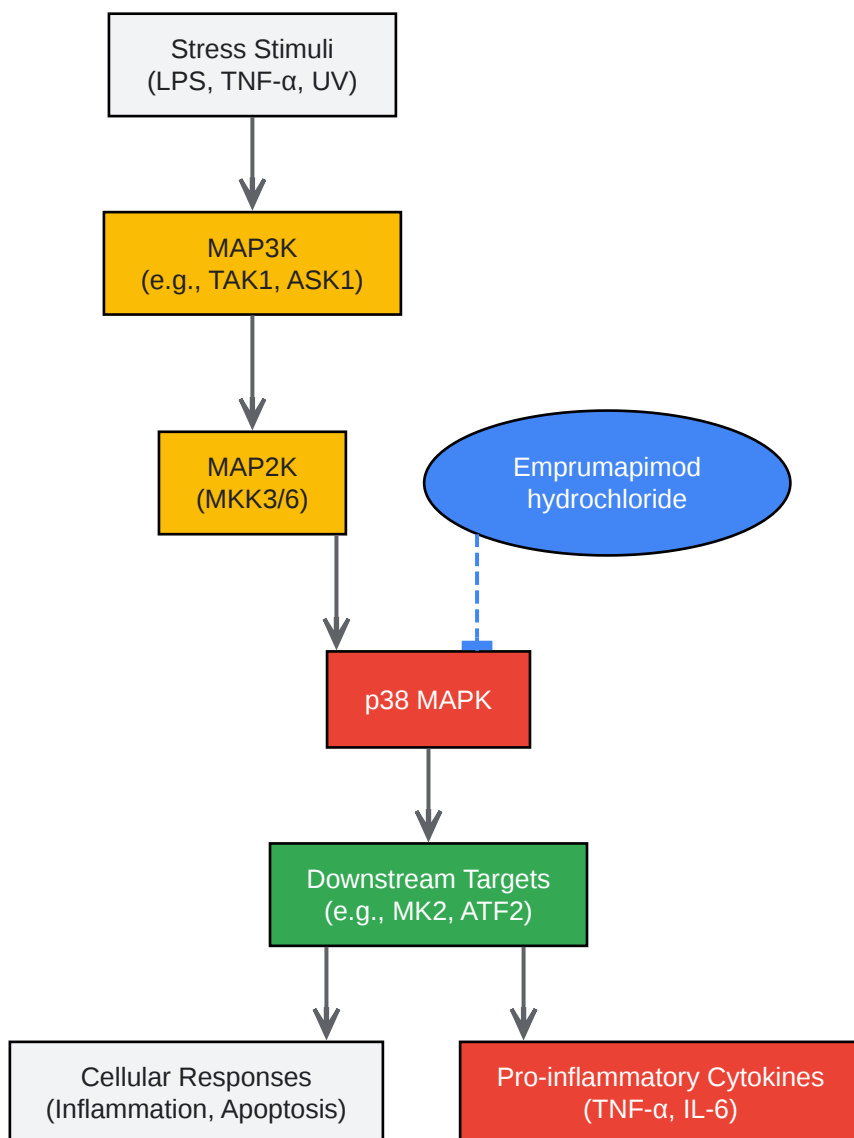 Stress Stimuli
(LPS, TNF-α, UV)
MAP3K
(e.g., TAK1, ASK1)
MAP2K
(MKK3/6)
Emprumapimod
hydrochloride
p38 MAPK
Downstream Targets
(e.g., MK2, ATF2)
Cellular Responses
(Inflammation, Apoptosis)
Pro-inflammatory Cytokines
(TNF-α, IL-6)